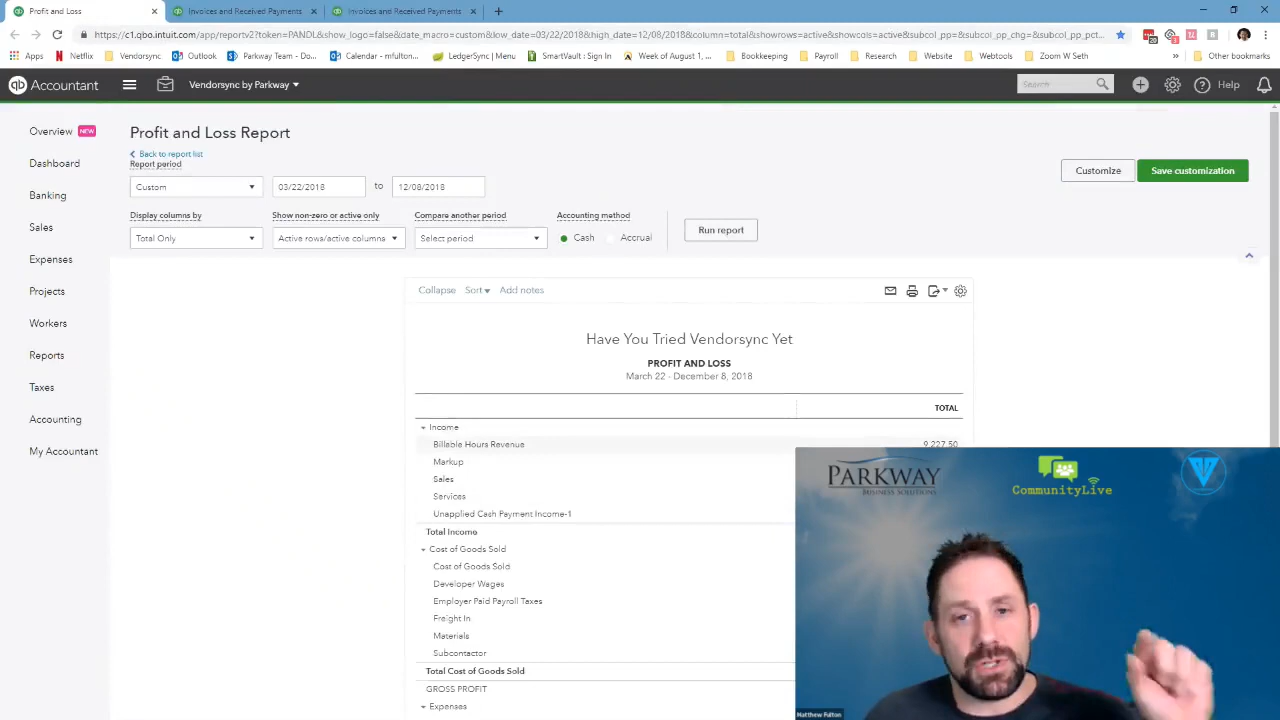 Profit and Loss
Invoices and Received Payments
Invoices and Received Payments
https://c1.qbo.intuit.com/app/reportv2?token=PANDL&show_logo=false&date_macro=custom&low_date=03/22/2018&high_date=12/08/2018&column=total&showrows=active&showcols=active&subcol_pp=&subcol_pp_chg=&subcol_pp_pct...
Apps Netflix Vendorsync Outlook Parkway Team - Do... Calendar - mfulton... LedgerSync | Menu SmartVault : Sign In Week of August 1, ... Bookkeeping Payroll Research Website Webtools Zoom W Seth » Other bookmarks
qb Accountant Vendorsync by Parkway Search Help
Overview NEW
Dashboard
Banking
Sales
Expenses
Projects
Workers
Reports
Taxes
Accounting
My Accountant
Profit and Loss Report
Back to report list
Report period
Custom 03/22/2018 to 12/08/2018
Customize Save customization
Display columns by Show non-zero or active only Compare another period Accounting method
Total Only Active rows/active columns Select period Cash Accrual Run report
Collapse Sort Add notes
Have You Tried Vendorsync Yet
PROFIT AND LOSS
March 22 - December 8, 2018
TOTAL
Income
Billable Hours Revenue 9,227.50
Markup
Sales
Services
Unapplied Cash Payment Income-1
Total Income
Cost of Goods Sold
Cost of Goods Sold
Developer Wages
Employer Paid Payroll Taxes
Freight In
Materials
Subcontactor
Total Cost of Goods Sold
GROSS PROFIT
Expenses
PARKWAY
BUSINESS SOLUTIONS
CommunityLive
Matthew Fulton